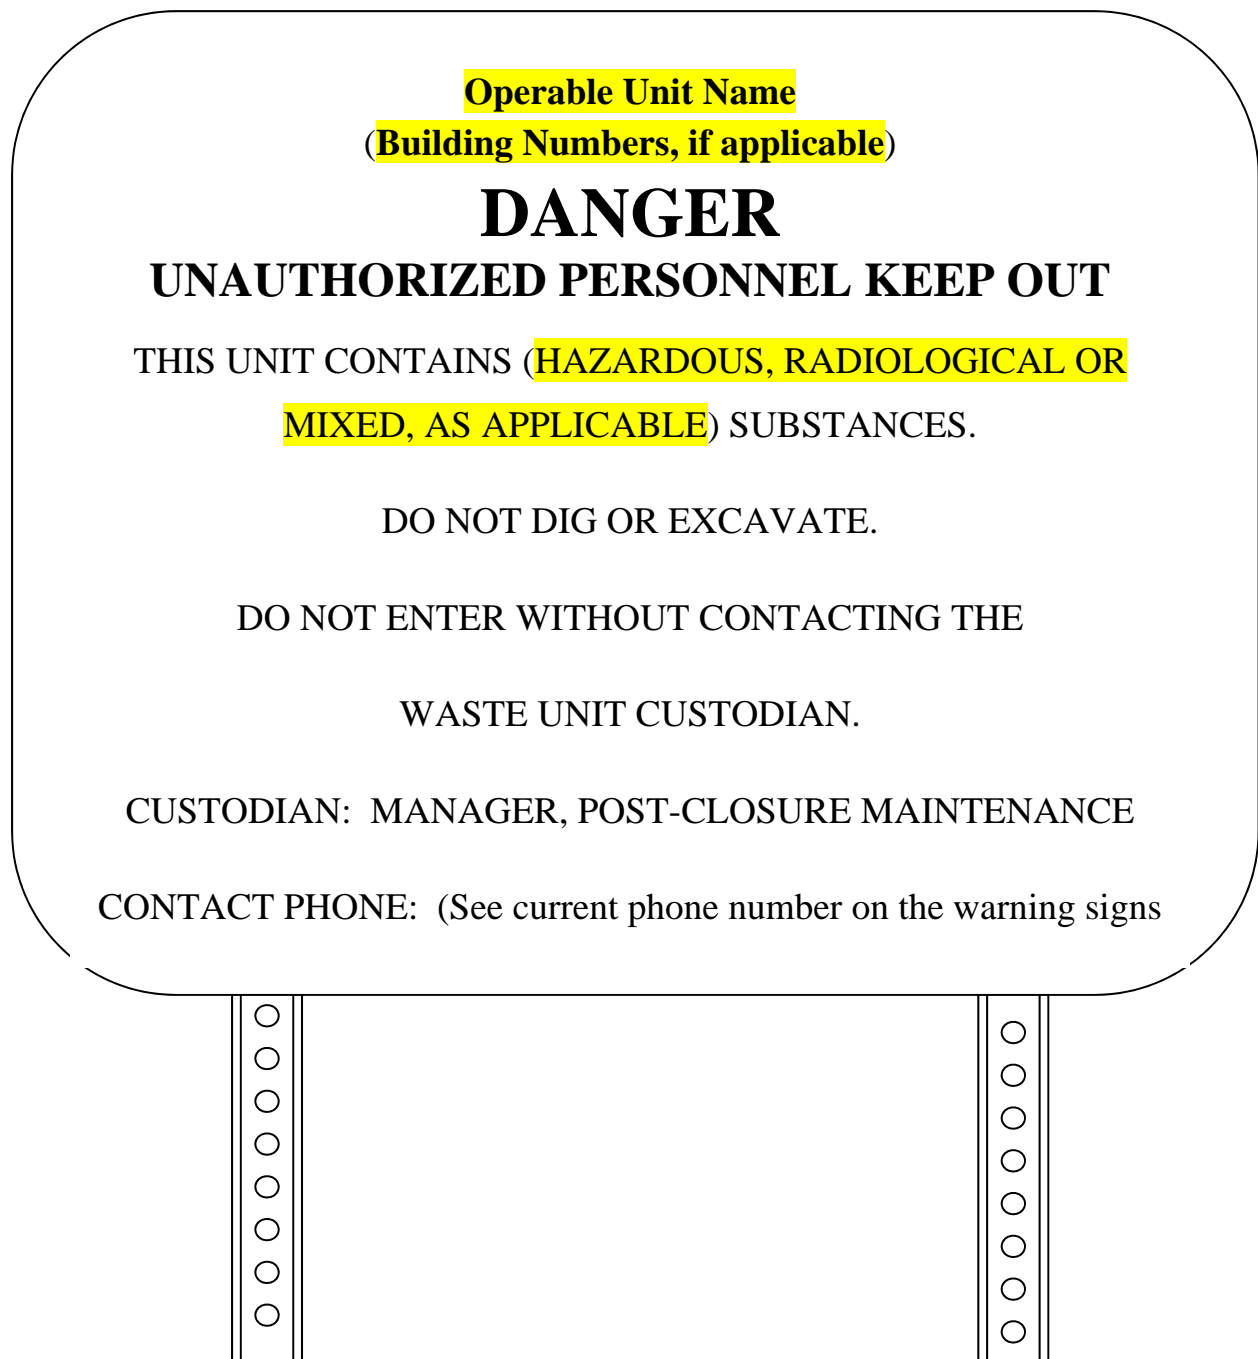 Operable Unit Name
(Building Numbers, if applicable)
DANGER
UNAUTHORIZED PERSONNEL KEEP OUT
THIS UNIT CONTAINS (HAZARDOUS, RADIOLOGICAL OR
MIXED, AS APPLICABLE) SUBSTANCES.
DO NOT DIG OR EXCAVATE.
DO NOT ENTER WITHOUT CONTACTING THE
WASTE UNIT CUSTODIAN.
CUSTODIAN:  MANAGER, POST-CLOSURE MAINTENANCE
CONTACT PHONE:  (See current phone number on the warning signs